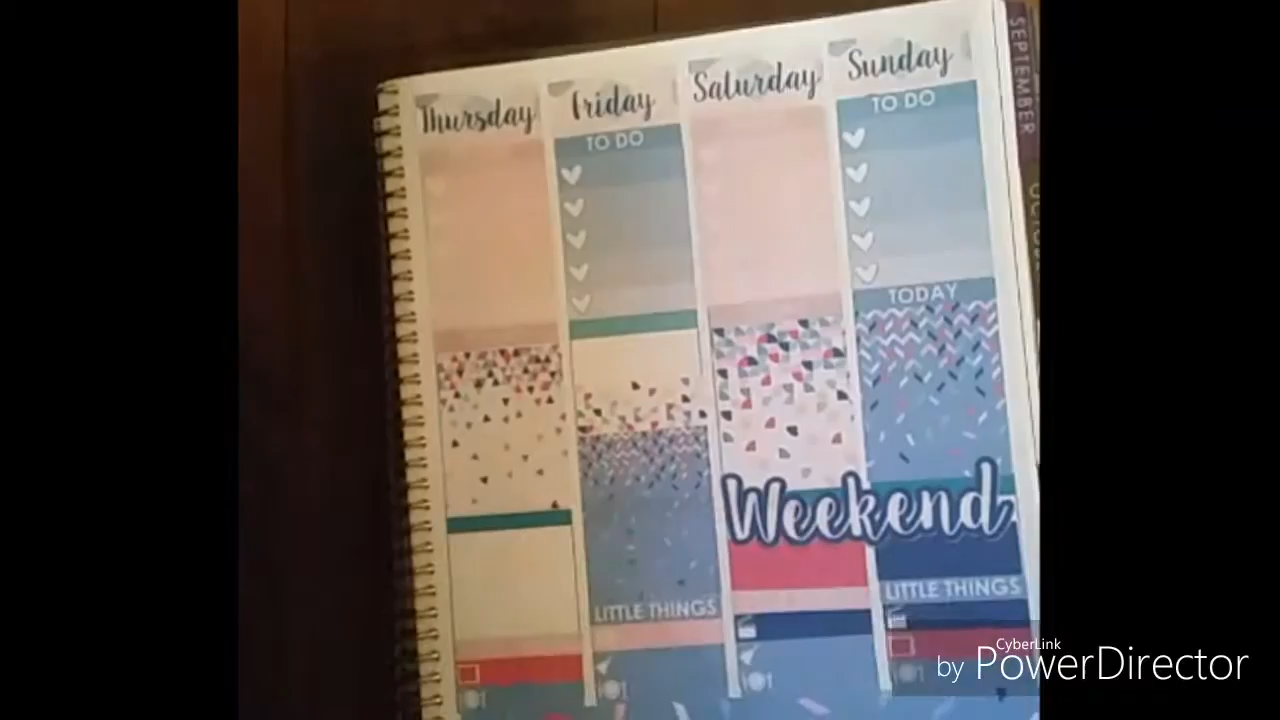 Thursday
Friday
Saturday
Sunday
TO DO
TO DO
TODAY
Weekend
LITTLE THINGS
LITTLE THINGS
SEPTEMBER
CyberLink
by PowerDirector